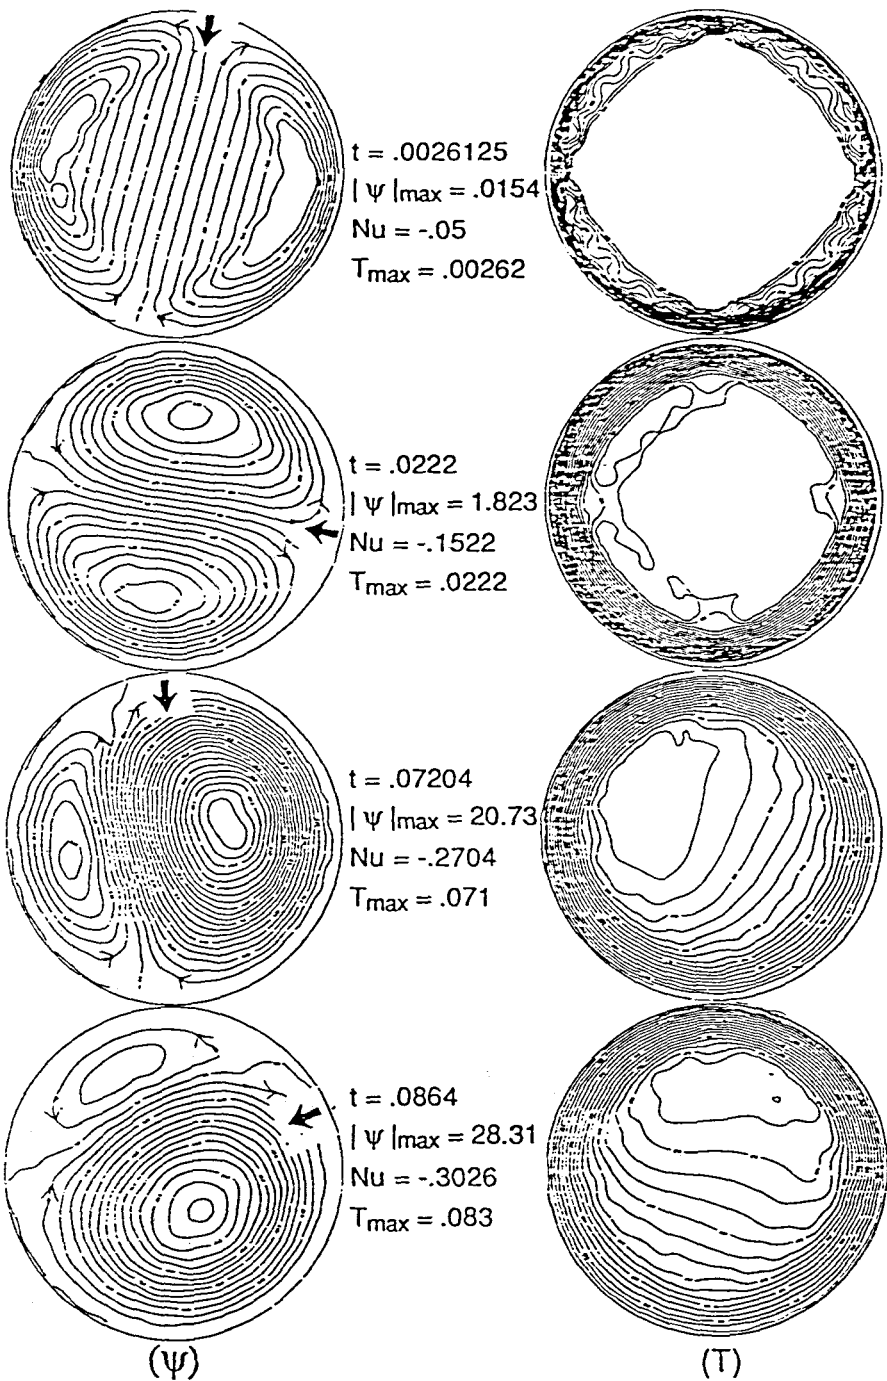 t = .0026125
| ψ |max = .0154
Nu = -.05
Tmax = .00262
t = .0222
| ψ |max = 1.823
Nu = -.1522
Tmax = .0222
t = .07204
| ψ |max = 20.73
Nu = -.2704
Tmax = .071
t = .0864
| ψ |max = 28.31
Nu = -.3026
Tmax = .083
(Ψ) (T)